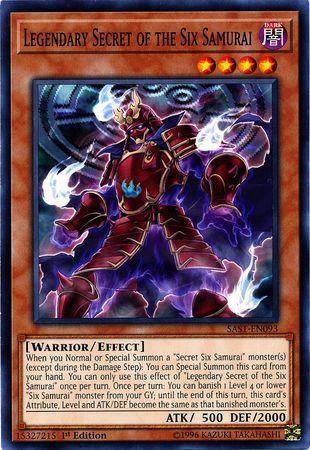 Legendary Secret of the Six Samurai
DARK
闇
SAST-EN093
[Warrior/Effect]
When you Normal or Special Summon a "Secret Six Samurai" monster(s)
(except during the Damage Step): You can Special Summon this card from
your hand. You can only use this effect of "Legendary Secret of the Six
Samurai" once per turn. Once per turn: You can banish 1 Level 4 or lower
"Six Samurai" monster from your GY; until the end of this turn, this card's
Attribute, Level and ATK/DEF become the same as that banished monster's.
ATK/ 500 DEF/2000
15327215 1st Edition ©1996 KAZUKI TAKAHASHI